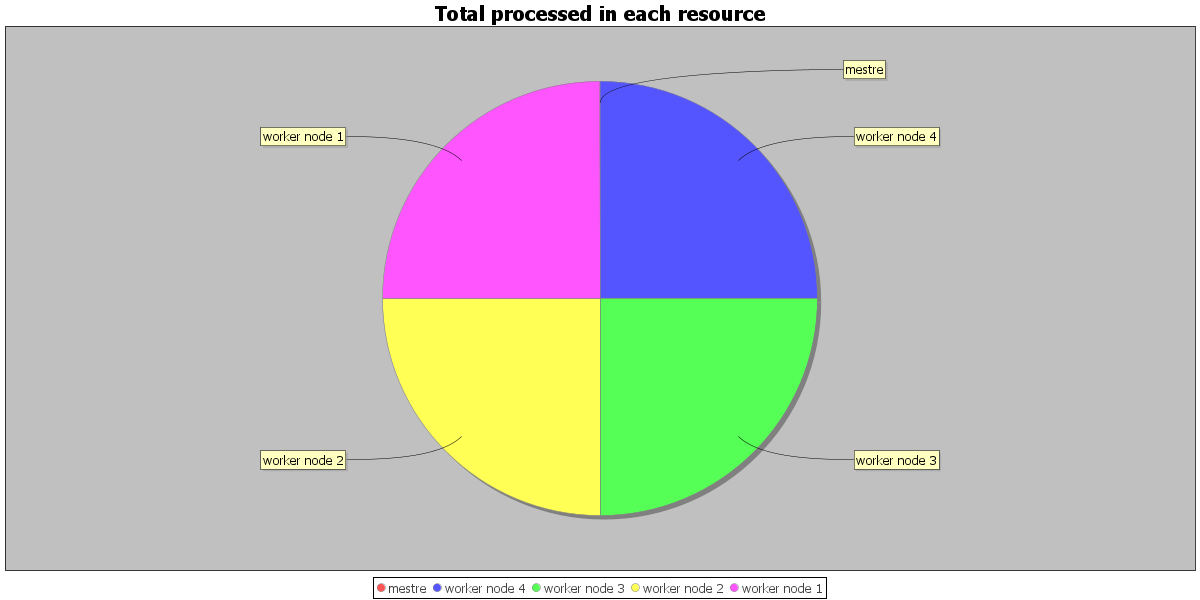 Total processed in each resource
mestre
worker node 1
worker node 4
worker node 2
worker node 3
mestre worker node 4 worker node 3 worker node 2 worker node 1